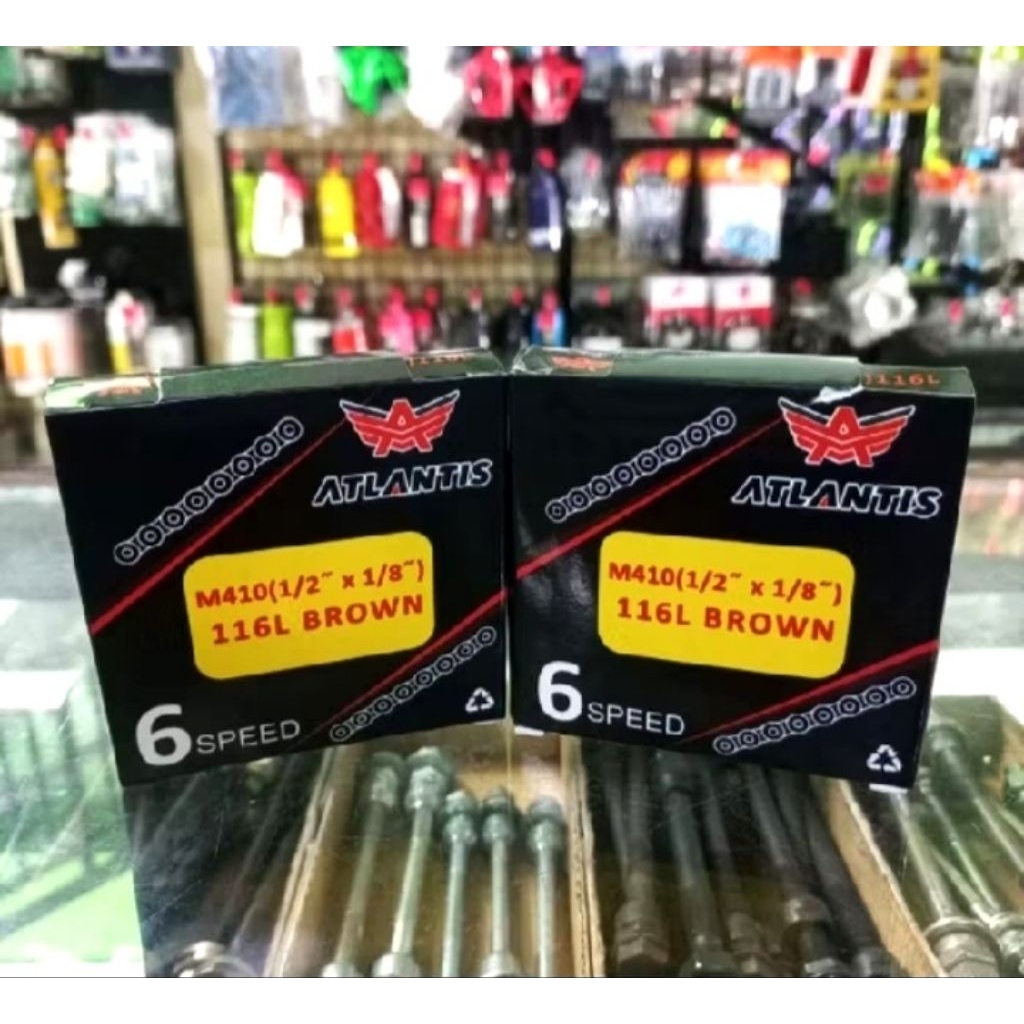 116L
ATLANTIS
M410(1/2˝ x 1/8˝)
116L BROWN
6 SPEED
ATLANTIS
M410(1/2˝ x 1/8˝)
116L BROWN
6 SPEED